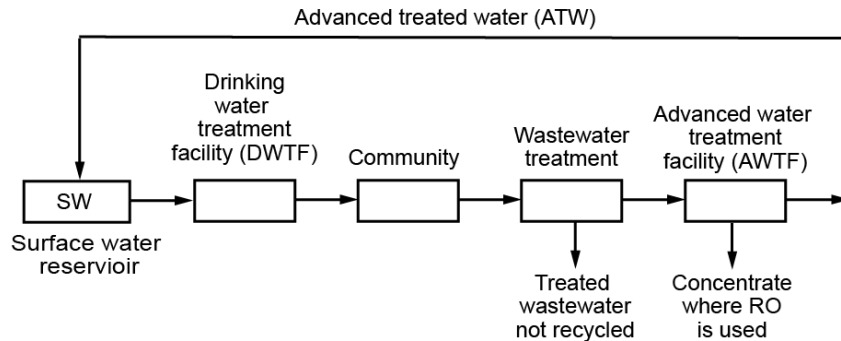 Advanced treated water (ATW)
Drinking
water
treatment
facility (DWTF)
Community
Wastewater
treatment
Advanced water
treatment
facility (AWTF)
SW
Surface water
reservioir
Treated
wastewater
not recycled
Concentrate
where RO
is used